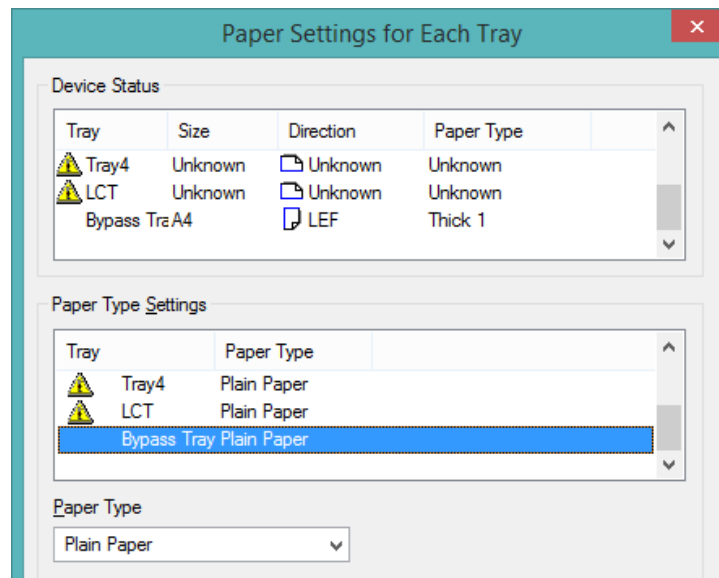 Paper Settings for Each Tray
Device Status
Tray Size Direction Paper Type
Tray4 Unknown Unknown Unknown
LCT Unknown Unknown Unknown
Bypass Tra A4 LEF Thick 1
Paper Type Settings
Tray Paper Type
Tray4 Plain Paper
LCT Plain Paper
Bypass Tray Plain Paper
Paper Type
Plain Paper